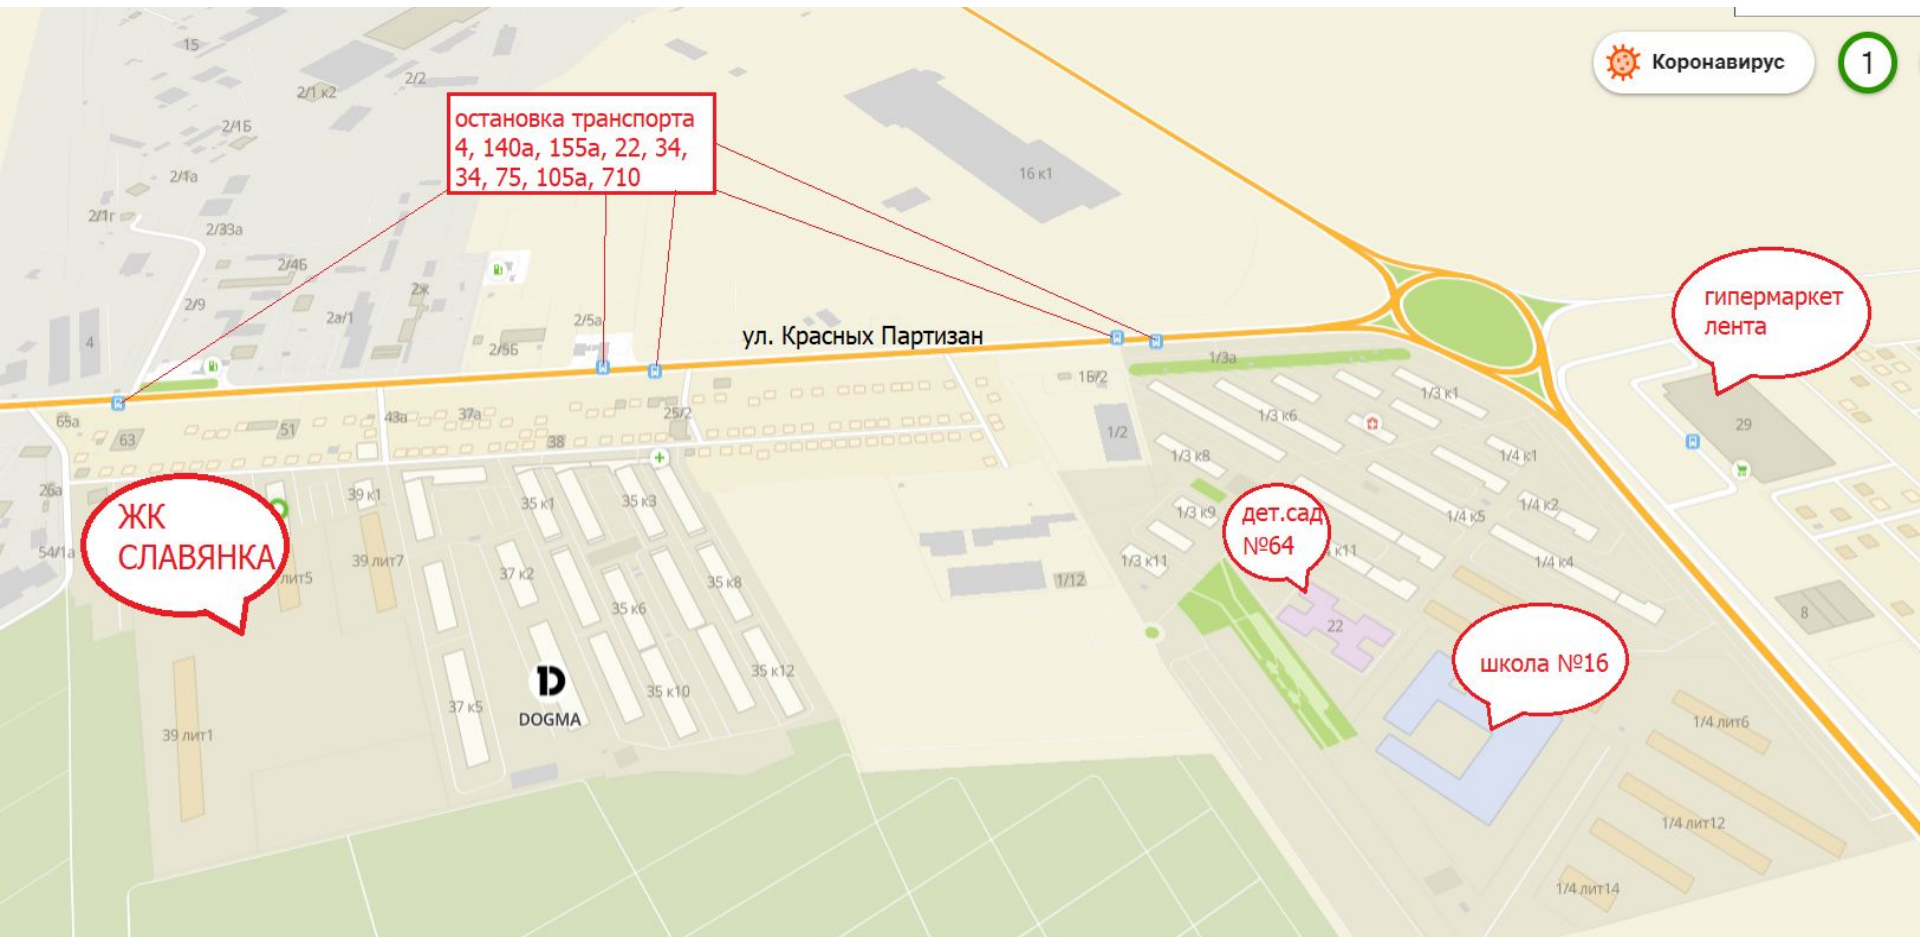 Коронавирус
1
15
2/2
2/1 к2
остановка транспорта
4, 140а, 155а, 22, 34,
34, 75, 105а, 710
2/1Б
2/1а
16 к1
2/1г
2/33а
2/4Б
2ж
2/9
гипермаркет
лента
2а/1
2/5а
4
2/5Б
ул. Красных Партизан
1/3а
1Б/2
1/3 к1
65а
63
51
43а
37а
25/2
38
1/2
1/3 к6
29
1/3 к8
1/4 к1
26а
39 к1
35 к1
35 к3
1/3 к9
1/4 к5
1/4 к2
ЖК
СЛАВЯНКА
дет.сад
№64
54/1а
39 лит7
лит5
37 к2
35 к8
1/3 к11
к11
1/4 к4
1/12
35 к6
22
8
школа №16
35 к12
35 к10
37 к5
DOGMA
39 лит1
1/4 лит6
1/4 лит12
1/4 лит14